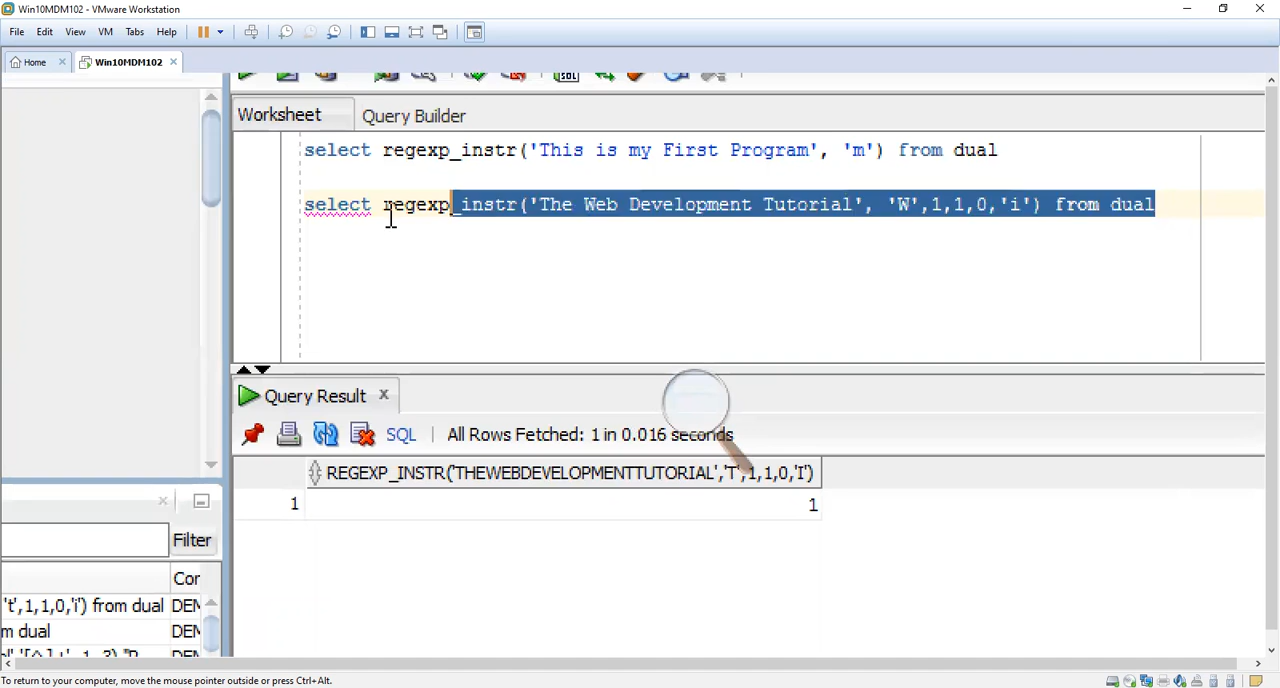 Win10MDM102 - VMware Workstation
File Edit View VM Tabs Help
Home Win10MDM102
Worksheet Query Builder
select regexp_instr('This is my First Program', 'm') from dual
select regexp_instr('The Web Development Tutorial', 'W',1,1,0,'i') from dual
Query Result
SQL | All Rows Fetched: 1 in 0.016 seconds
REGEXP_INSTR('THEWEBDEVELOPMENTTUTORIAL','T',1,1,0,'I')
1 1
Filter
Cor
't',1,1,0,'i') from dual DEM
m dual DEM
To return to your computer, move the mouse pointer outside or press Ctrl+Alt.